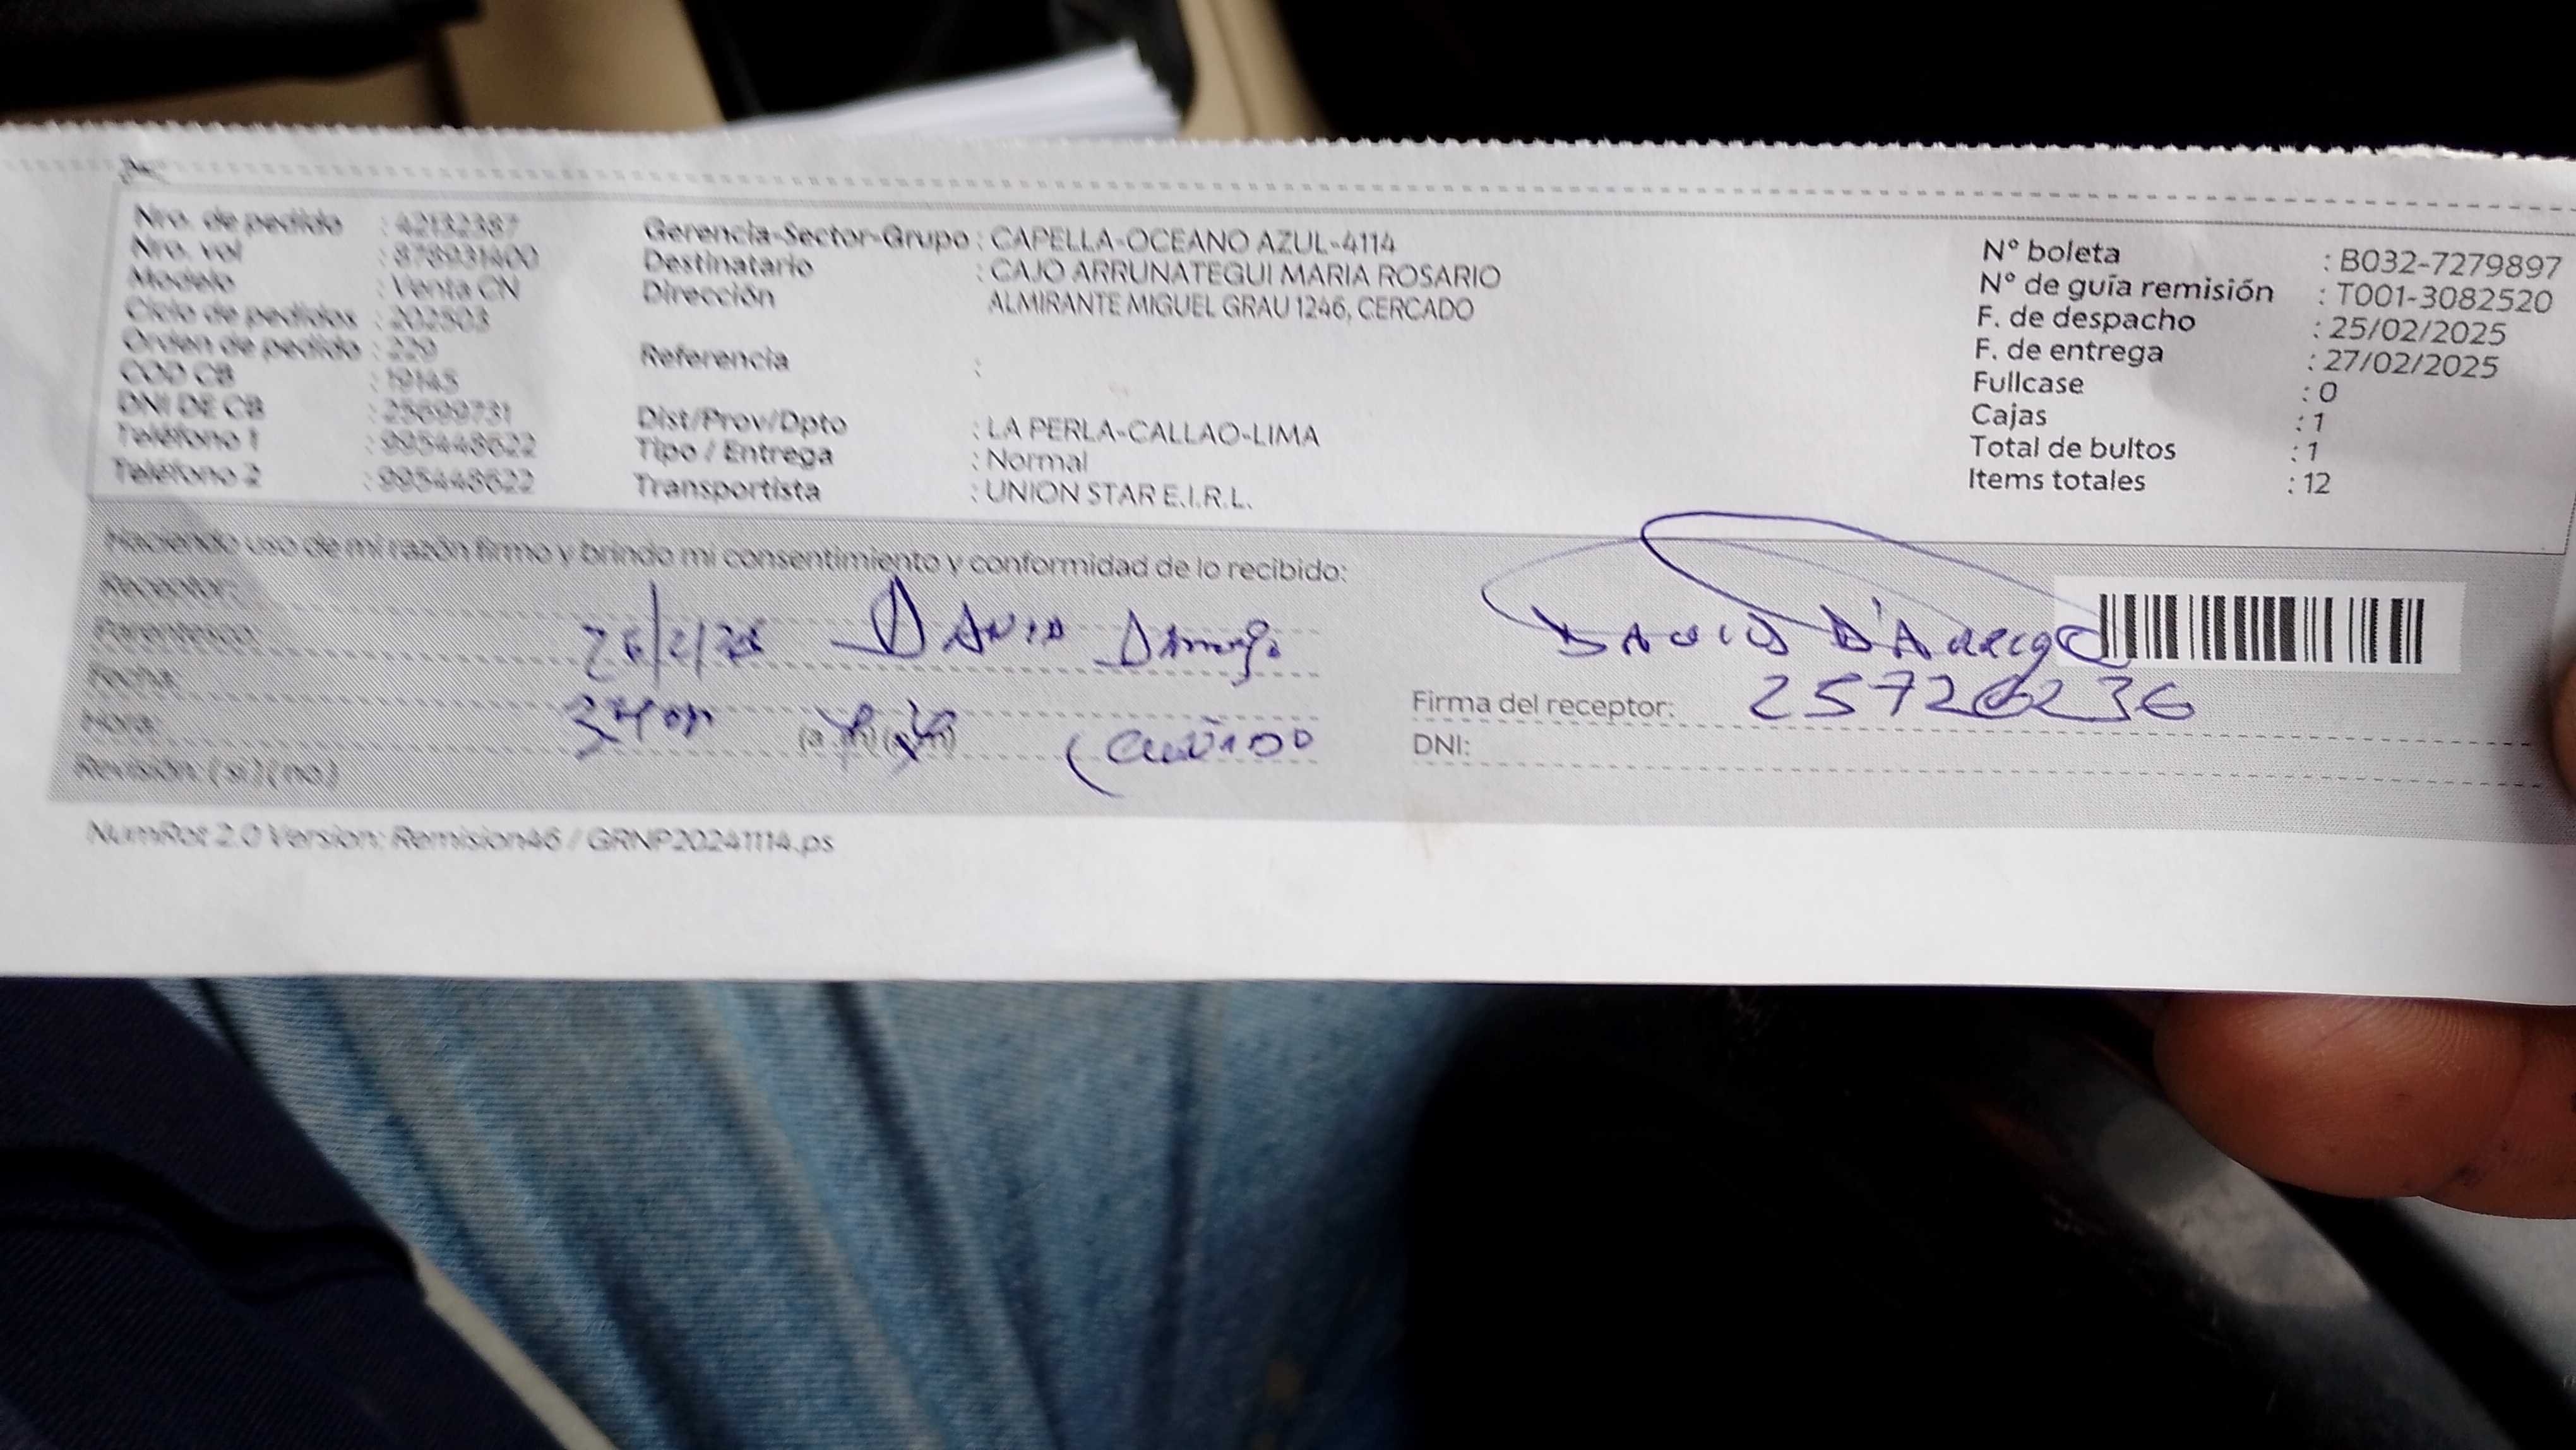 Nro. de pedido : 42132387
Nro. vol : 878931400
Modelo : Venta CN
Ciclo de pedidos : 202503
Orden de pedido : 229
COD CB : 19145
DNI DE CB : 25699731
Teléfono 1 : 995448622
Teléfono 2 : 995448622
Gerencia-Sector-Grupo : CAPELLA-OCEANO AZUL-4114
Destinatario : CAJO ARRUNATEGUI MARIA ROSARIO
Dirección ALMIRANTE MIGUEL GRAU 1246, CERCADO
Referencia :
Dist/Prov/Dpto : LA PERLA-CALLAO-LIMA
Tipo / Entrega : Normal
Transportista : UNION STAR E.I.R.L.
N° boleta : B032-7279897
N° de guía remisión : T001-3082520
F. de despacho : 25/02/2025
F. de entrega : 27/02/2025
Fullcase : 0
Cajas : 1
Total de bultos : 1
Items totales : 12
Haciendo uso de mi razón firmo y brindo mi consentimiento y conformidad de lo recibido:
Receptor:
Parentesco: DAVID
Fecha:
Hora: (CUÑADO
Revisión: (si) (no)
DAVID D'ARRIGO
Firma del receptor: 25726236
DNI:
NumRot 2.0 Version: Remision46 / GRNP20241114.ps